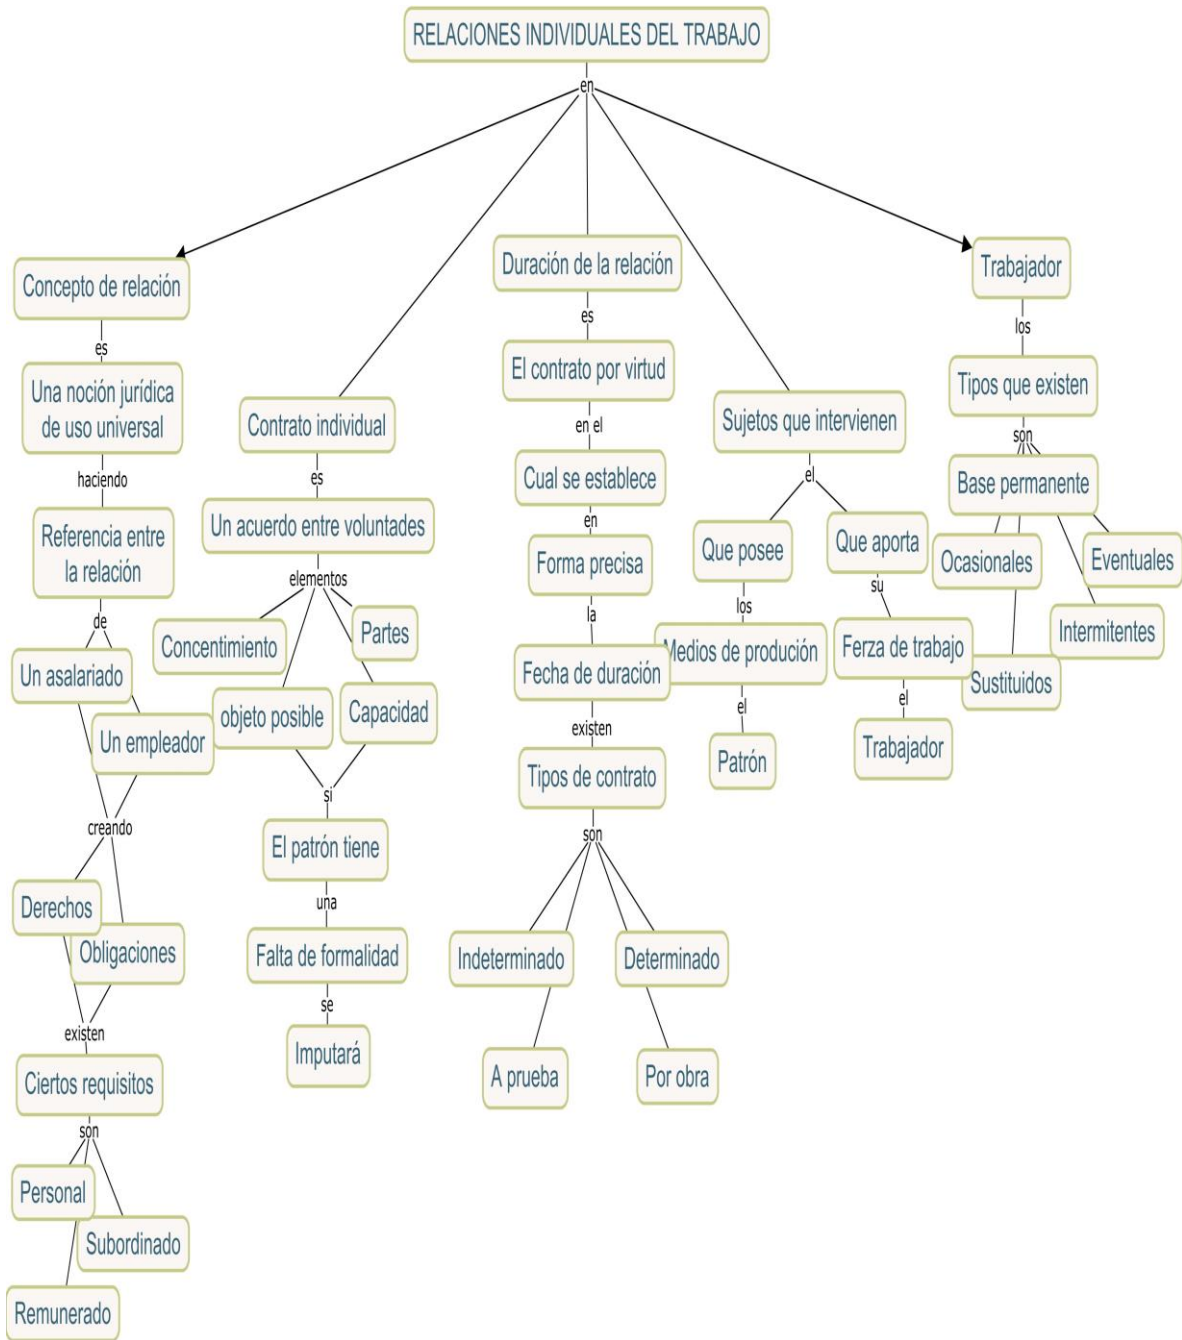 RELACIONES INDIVIDUALES DEL TRABAJO
en
Concepto de relación
es
Una noción jurídica
de uso universal
haciendo
Referencia entre
la relación
de
Un asalariado
Un empleador
creando
Derechos
Obligaciones
existen
Ciertos requisitos
son
Personal
Subordinado
Remunerado
Contrato individual
es
Un acuerdo entre voluntades
elementos
Concentimiento
Partes
objeto posible
Capacidad
si
El patrón tiene
una
Falta de formalidad
se
Imputará
Duración de la relación
es
El contrato por virtud
en el
Cual se establece
en
Forma precisa
la
Fecha de duración
existen
Tipos de contrato
son
Indeterminado
Determinado
A prueba
Por obra
Sujetos que intervienen
el
Que posee
los
Medios de produción
el
Patrón
Que aporta
su
Ferza de trabajo
el
Trabajador
Trabajador
los
Tipos que existen
son
Base permanente
Ocasionales
Eventuales
Intermitentes
Sustituidos